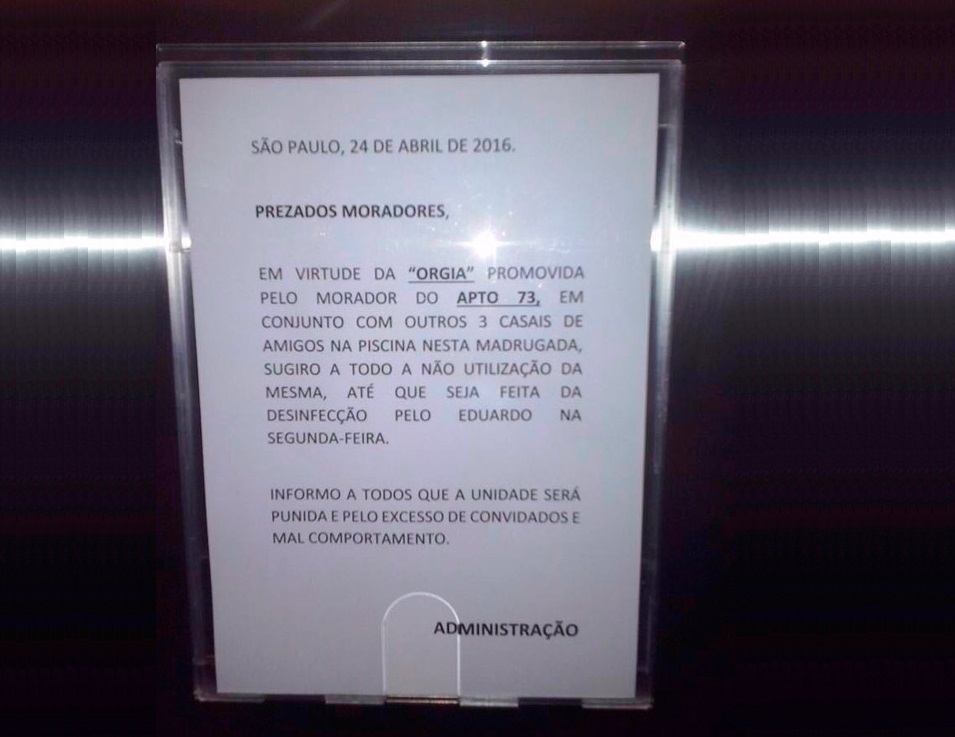 SÃO PAULO, 24 DE ABRIL DE 2016.
PREZADOS MORADORES,
EM VIRTUDE DA “ORGIA” PROMOVIDA
PELO MORADOR DO APTO 73, EM
CONJUNTO COM OUTROS 3 CASAIS DE
AMIGOS NA PISCINA NESTA MADRUGADA,
SUGIRO A TODO A NÃO UTILIZAÇÃO DA
MESMA, ATÉ QUE SEJA FEITA DA
DESINFECÇÃO PELO EDUARDO NA
SEGUNDA-FEIRA.
INFORMO A TODOS QUE A UNIDADE SERÁ
PUNIDA E PELO EXCESSO DE CONVIDADOS E
MAL COMPORTAMENTO.
ADMINISTRAÇÃO